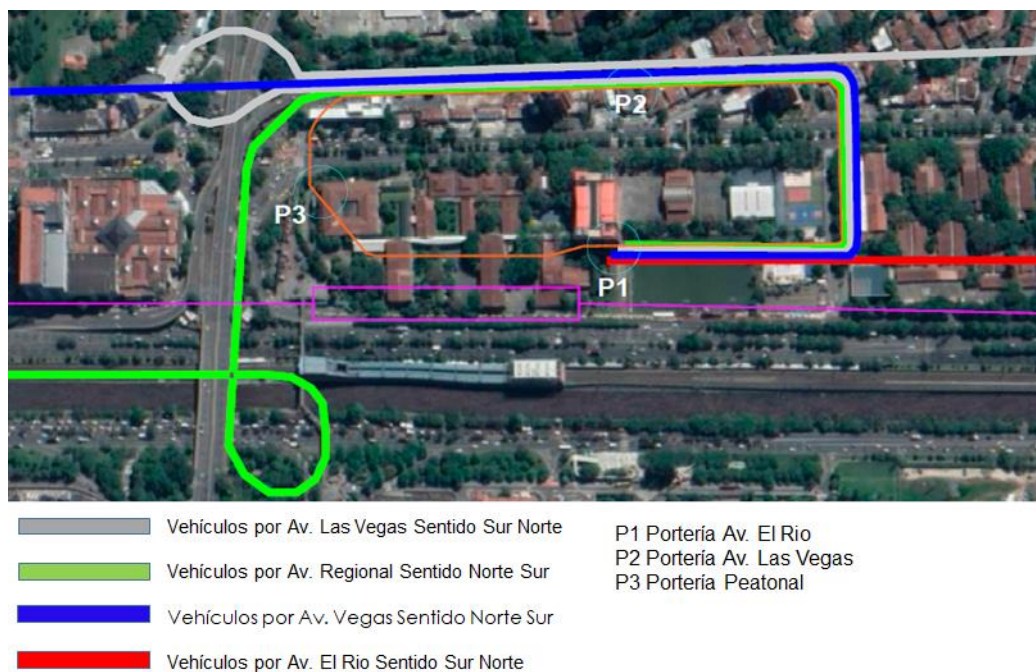 P2
P3
P1
Vehículos por Av. Las Vegas Sentido Sur Norte
Vehículos por Av. Regional Sentido Norte Sur
Vehículos por Av. Vegas Sentido Norte Sur
Vehículos por Av. El Rio Sentido Sur Norte
P1 Portería Av. El Rio
P2 Portería Av. Las Vegas
P3 Portería Peatonal